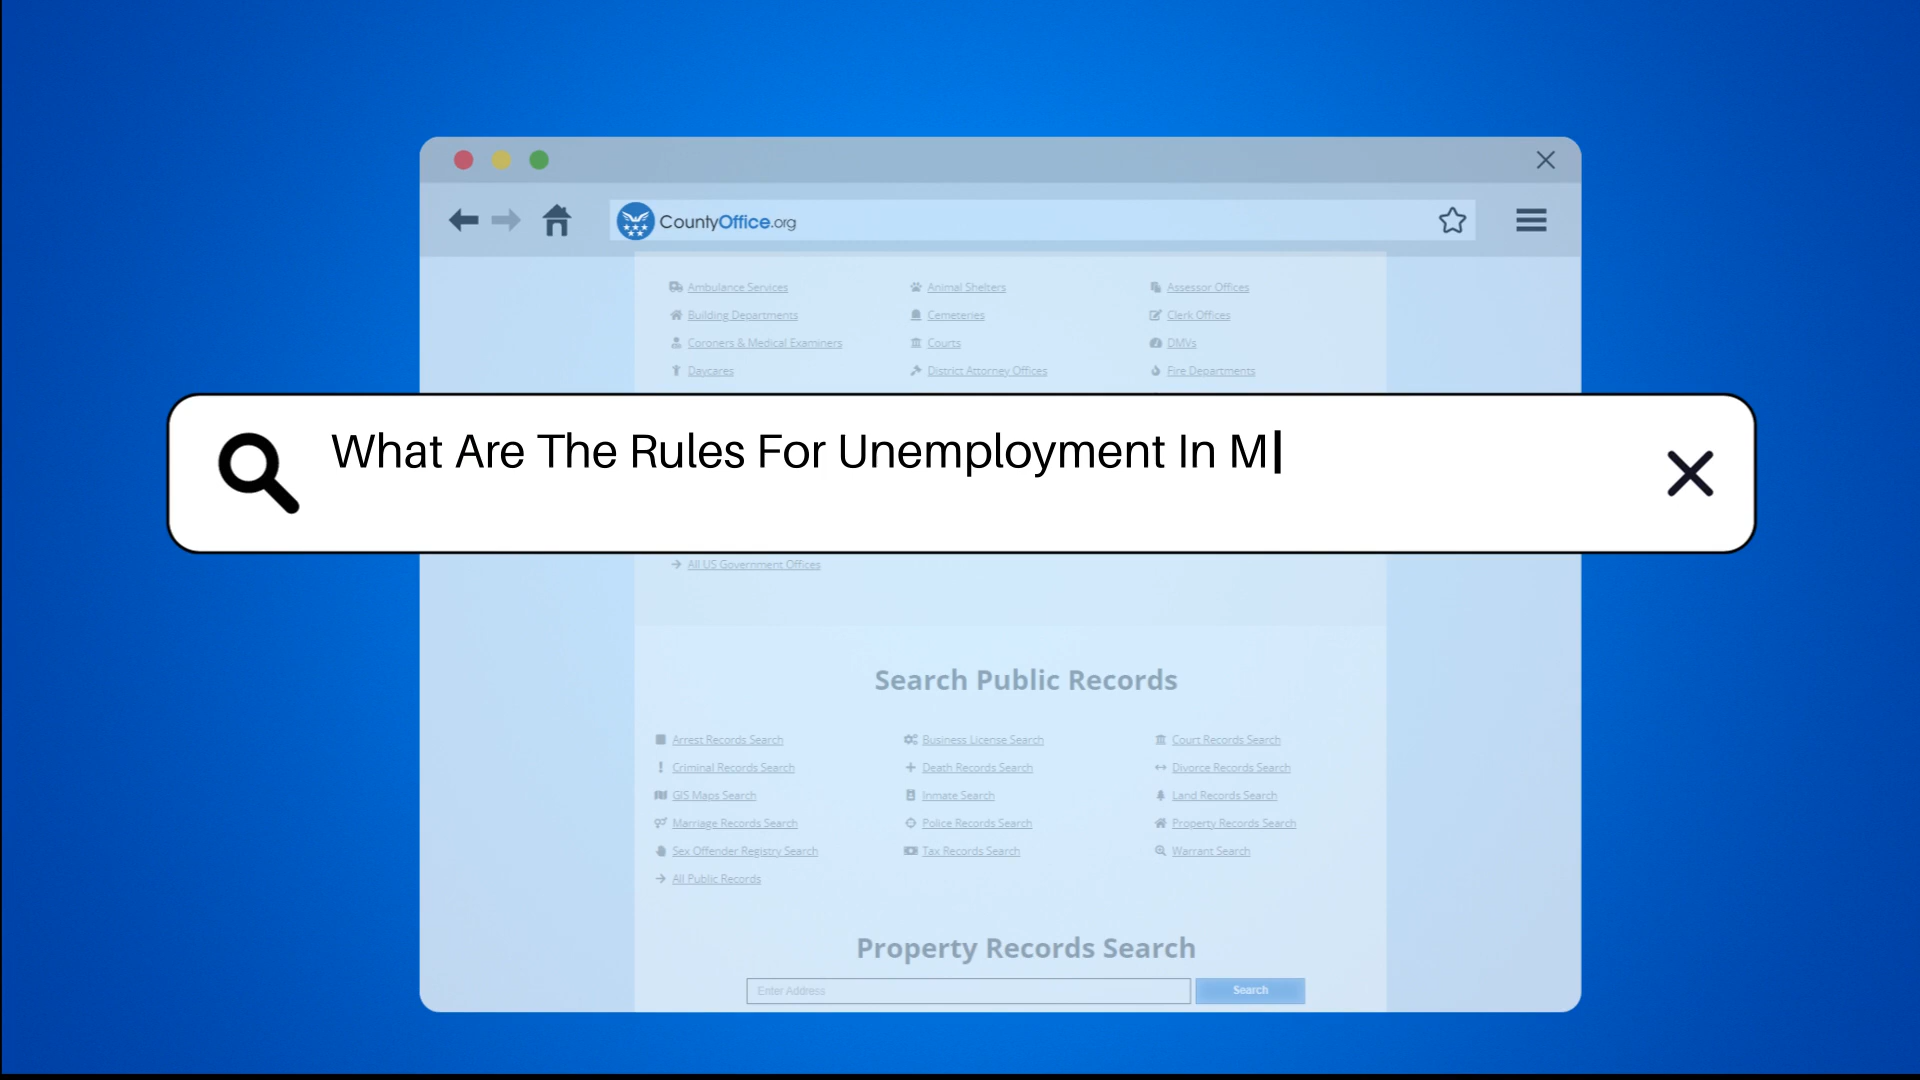 CountyOffice.org
Ambulance Services Animal Shelters Assessor Offices
Building Departments Cemeteries Clerk Offices
Coroners & Medical Examiners Courts DMVs
Daycares District Attorney Offices Fire Departments
What Are The Rules For Unemployment In M
All US Government Offices
Search Public Records
Arrest Records Search Business License Search Court Records Search
Criminal Records Search Death Records Search Divorce Records Search
GIS Maps Search Inmate Search Land Records Search
Marriage Records Search Police Records Search Property Records Search
Sex Offender Registry Search Tax Records Search Warrant Search
All Public Records
Property Records Search
Enter Address Search